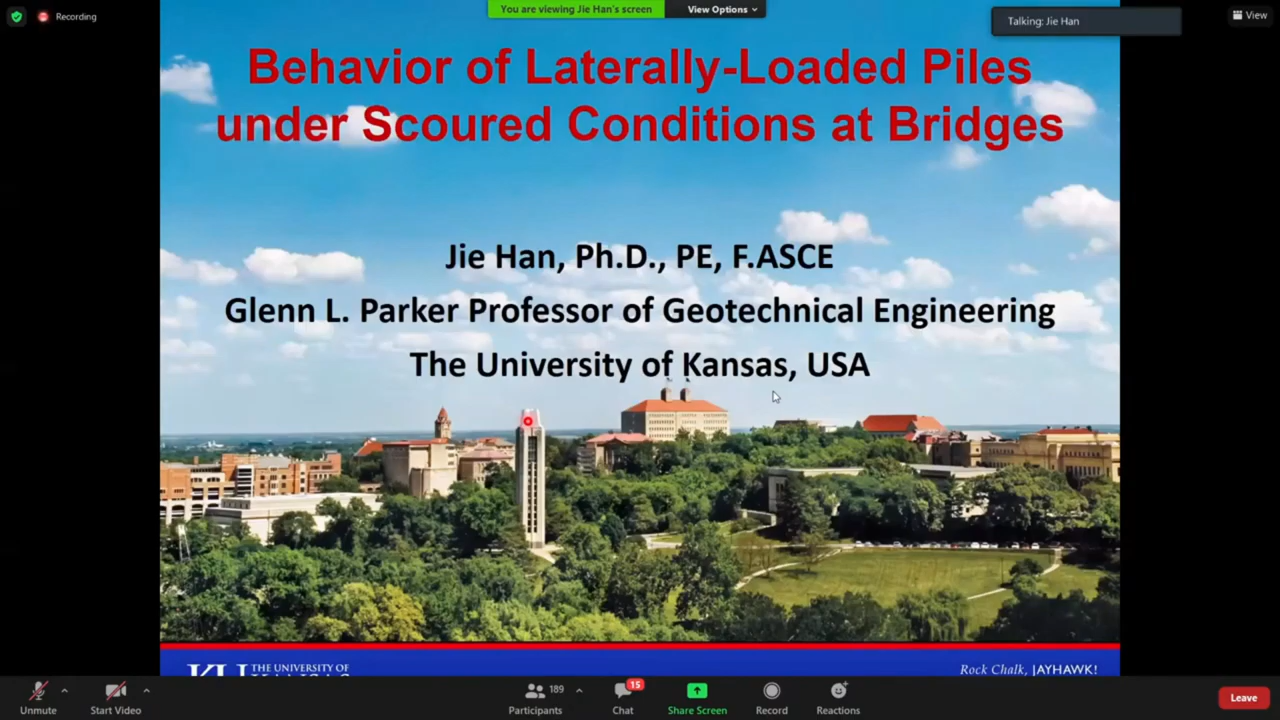 Recording
You are viewing Jie Han's screen
View Options
Talking: Jie Han
View
Behavior of Laterally-Loaded Piles
under Scoured Conditions at Bridges
Jie Han, Ph.D., PE, F.ASCE
Glenn L. Parker Professor of Geotechnical Engineering
The University of Kansas, USA
KU THE UNIVERSITY OF
KANSAS
Rock Chalk, JAYHAWK!
Unmute
Start Video
189
Participants
15
Chat
Share Screen
Record
Reactions
Leave